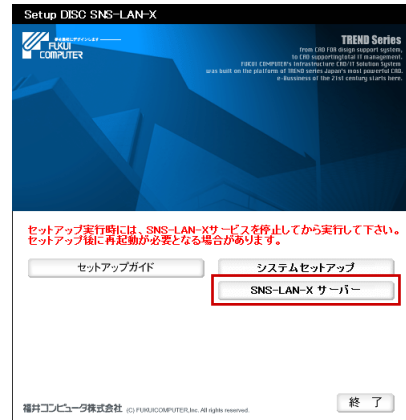 Setup DISC SNS-LAN-X
FUKUI
COMPUTER
TREND Series
from CAD FOR disign support system,
to CAD supportingtotal IT management.
FUKUI COMPUTER's Infrastructure CAD/IT Solution System
was built on the platform of TREND series Japan's most powerful CAD.
e-Bussiness of the 21st century starts here.
セットアップ実行時には、SNS-LAN-Xサービスを停止してから実行して下さい。
セットアップ後に再起動が必要となる場合があります。
セットアップガイド
システムセットアップ
SNS-LAN-X サーバー
終 了
福井コンピュータ株式会社 (C) FUKUICOMPUTER,Inc. All rights reserved.